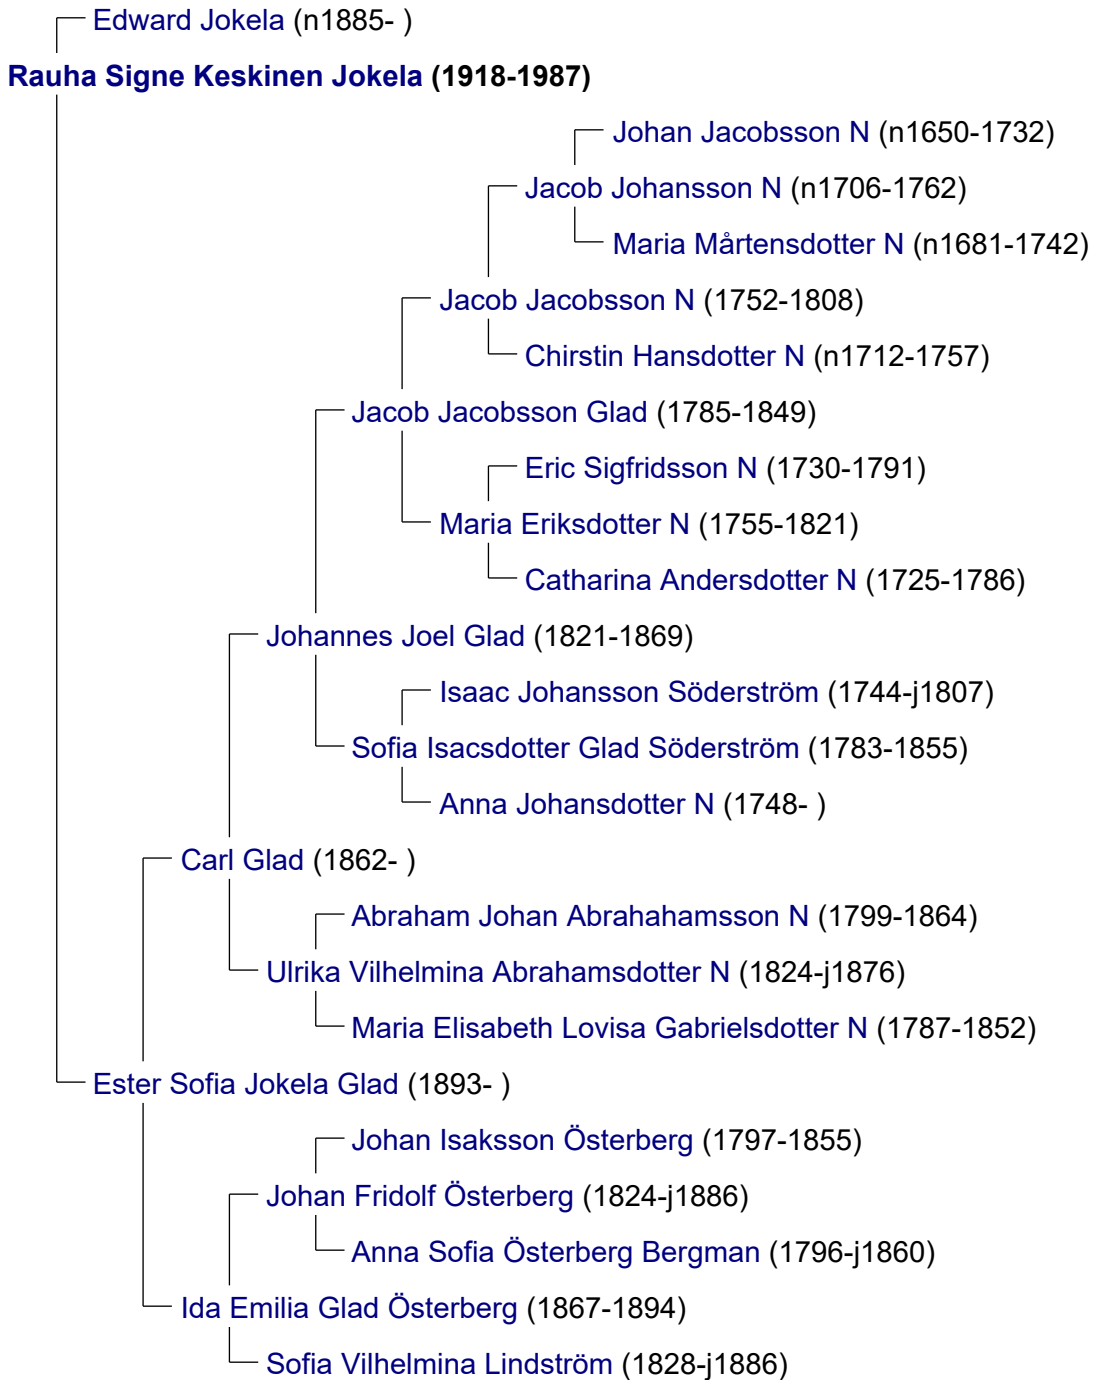 Edward Jokela (n1885- )
Rauha Signe Keskinen Jokela (1918-1987)
Johan Jacobsson N (n1650-1732)
Jacob Johansson N (n1706-1762)
Maria Mårtensdotter N (n1681-1742)
Jacob Jacobsson N (1752-1808)
Chirstin Hansdotter N (n1712-1757)
Jacob Jacobsson Glad (1785-1849)
Eric Sigfridsson N (1730-1791)
Maria Eriksdotter N (1755-1821)
Catharina Andersdotter N (1725-1786)
Johannes Joel Glad (1821-1869)
Isaac Johansson Söderström (1744-j1807)
Sofia Isacsdotter Glad Söderström (1783-1855)
Anna Johansdotter N (1748- )
Carl Glad (1862- )
Abraham Johan Abrahahamsson N (1799-1864)
Ulrika Vilhelmina Abrahamsdotter N (1824-j1876)
Maria Elisabeth Lovisa Gabrielsdotter N (1787-1852)
Ester Sofia Jokela Glad (1893- )
Johan Isaksson Österberg (1797-1855)
Johan Fridolf Österberg (1824-j1886)
Anna Sofia Österberg Bergman (1796-j1860)
Ida Emilia Glad Österberg (1867-1894)
Sofia Vilhelmina Lindström (1828-j1886)